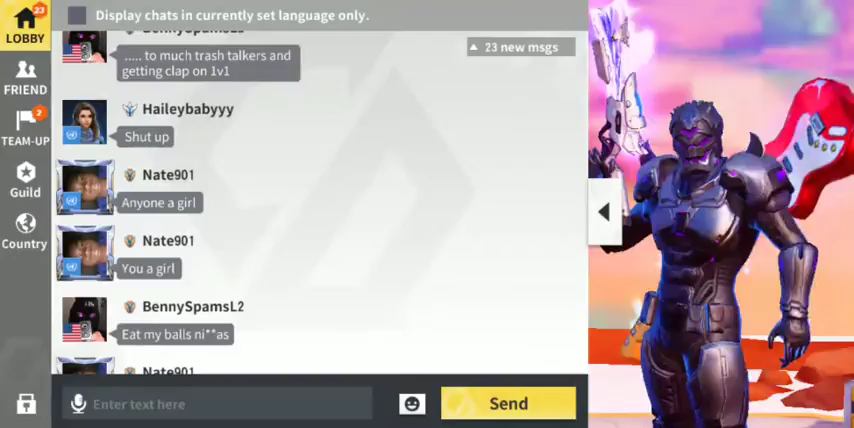 23
LOBBY
FRIEND
2
TEAM-UP
Guild
Country
Display chats in currently set language only.
23 new msgs
BennySpamsL2
..... to much trash talkers and
getting clap on 1v1
Haileybabyyy
Shut up
Nate901
Anyone a girl
Nate901
You a girl
BennySpamsL2
Eat my balls ni**as
Nate901
Enter text here
Send